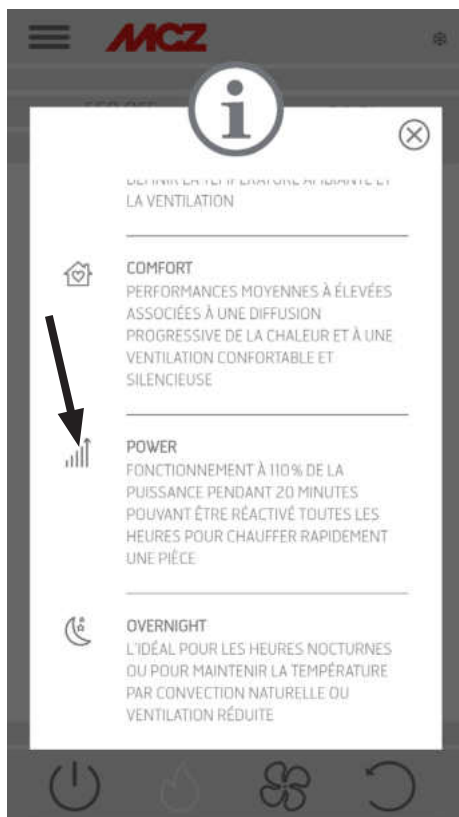 MCZ
LA VENTILATION
COMFORT
PERFORMANCES MOYENNES À ÉLEVÉES
ASSOCIÉES À UNE DIFFUSION
PROGRESSIVE DE LA CHALEUR ET À UNE
VENTILATION CONFORTABLE ET
SILENCIEUSE
POWER
FONCTIONNEMENT À 110% DE LA
PUISSANCE PENDANT 20 MINUTES
POUVANT ÊTRE RÉACTIVÉ TOUTES LES
HEURES POUR CHAUFFER RAPIDEMENT
UNE PIÈCE
OVERNIGHT
L'IDÉAL POUR LES HEURES NOCTURNES
OU POUR MAINTENIR LA TEMPÉRATURE
PAR CONVECTION NATURELLE OU
VENTILATION RÉDUITE